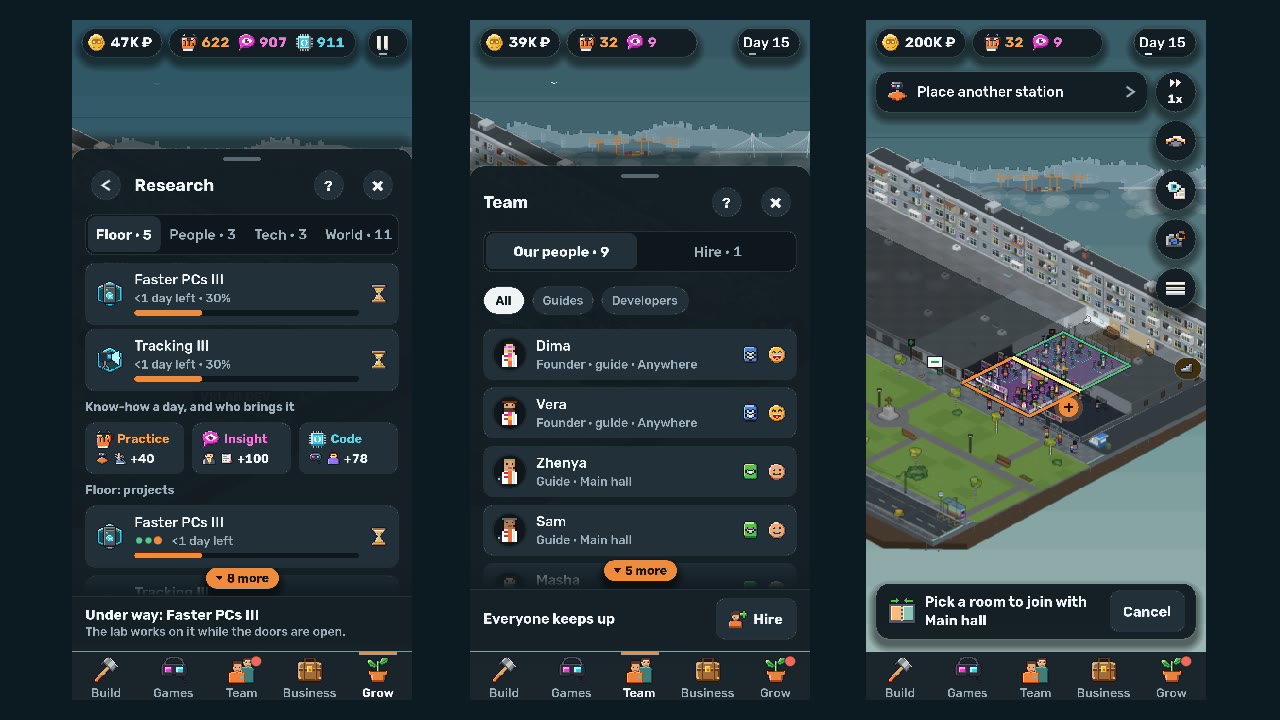 47K ₽
622
907
911
Research
?
Floor • 5
People • 3
Tech • 3
World • 11
Faster PCs III
<1 day left • 30%
Tracking III
<1 day left • 30%
Know-how a day, and who brings it
Practice
+40
Insight
+100
Code
+78
Floor: projects
Faster PCs III
<1 day left
Tracking III
8 more
Under way: Faster PCs III
The lab works on it while the doors are open.
Build
Games
Team
Business
Grow
39K ₽
32
9
Day 15
Team
?
Our people • 9
Hire • 1
All
Guides
Developers
Dima
Founder • guide • Anywhere
Vera
Founder • guide • Anywhere
Zhenya
Guide • Main hall
Sam
Guide • Main hall
Masha
5 more
Everyone keeps up
Hire
Build
Games
Team
Business
Grow
200K ₽
32
9
Day 15
Place another station
1x
Pick a room to join with
Main hall
Cancel
Build
Games
Team
Business
Grow